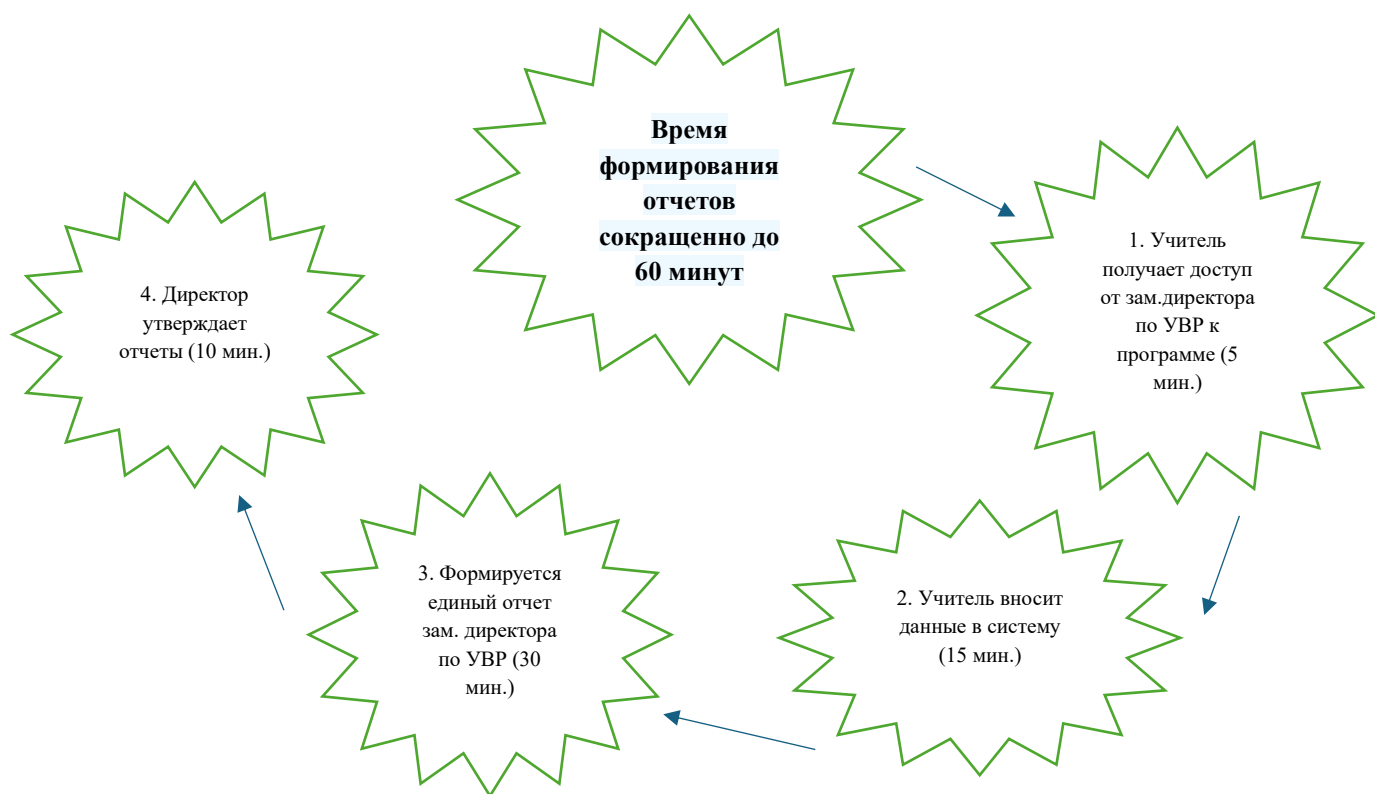 Время
формирования
отчетов
сокращенно до
60 минут
1. Учитель
получает доступ
от зам.директора
по УВР к
программе (5
мин.)
2. Учитель вносит
данные в систему
(15 мин.)
3. Формируется
единый отчет
зам. директора
по УВР (30
мин.)
4. Директор
утверждает
отчеты (10 мин.)